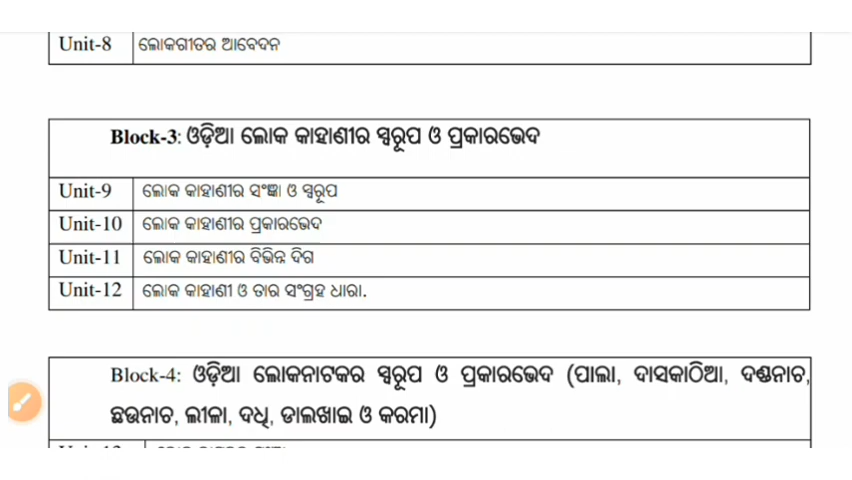 Unit-8 ଲୋକଗୀତର ଆବେଦନ
Block-3: ଓଡ଼ିଆ ଲୋକ କାହାଣୀର ସ୍ୱରୂପ ଓ ପ୍ରକାରଭେଦ
Unit-9 ଲୋକ କାହାଣୀର ସଂଜ୍ଞା ଓ ସ୍ୱରୂପ
Unit-10 ଲୋକ କାହାଣୀର ପ୍ରକାରଭେଦ
Unit-11 ଲୋକ କାହାଣୀର ବିଭିନ୍ନ ଦିଗ
Unit-12 ଲୋକ କାହାଣୀ ଓ ତାର ସଂଗ୍ରହ ଧାରା.
Block-4: ଓଡ଼ିଆ ଲୋକନାଟକର ସ୍ୱରୂପ ଓ ପ୍ରକାରଭେଦ (ପାଲା, ଦାସକାଠିଆ, ଦଣ୍ଡନାଚ,
ଛଉନାଚ, ଲୀଳା, ଦଧି, ଡାଲଖାଇ ଓ କରମା)